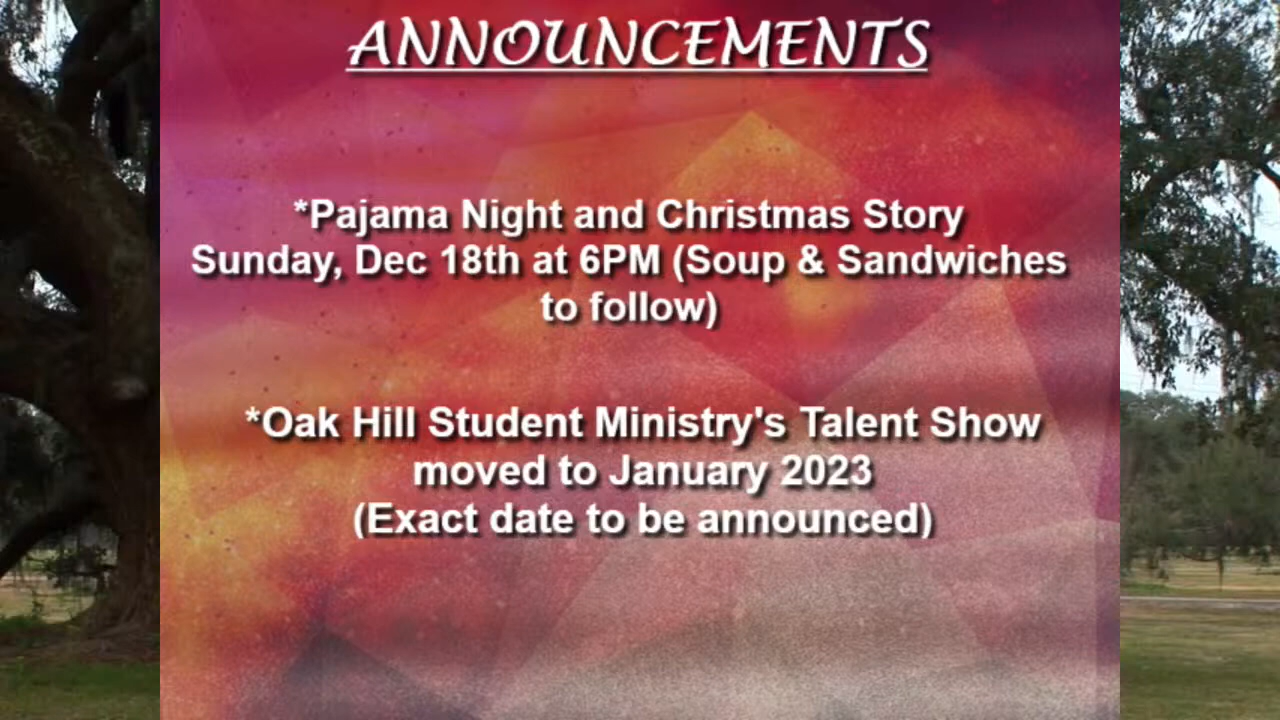 ANNOUNCEMENTS
*Pajama Night and Christmas Story
Sunday, Dec 18th at 6PM (Soup & Sandwiches
to follow)
*Oak Hill Student Ministry's Talent Show
moved to January 2023
(Exact date to be announced)